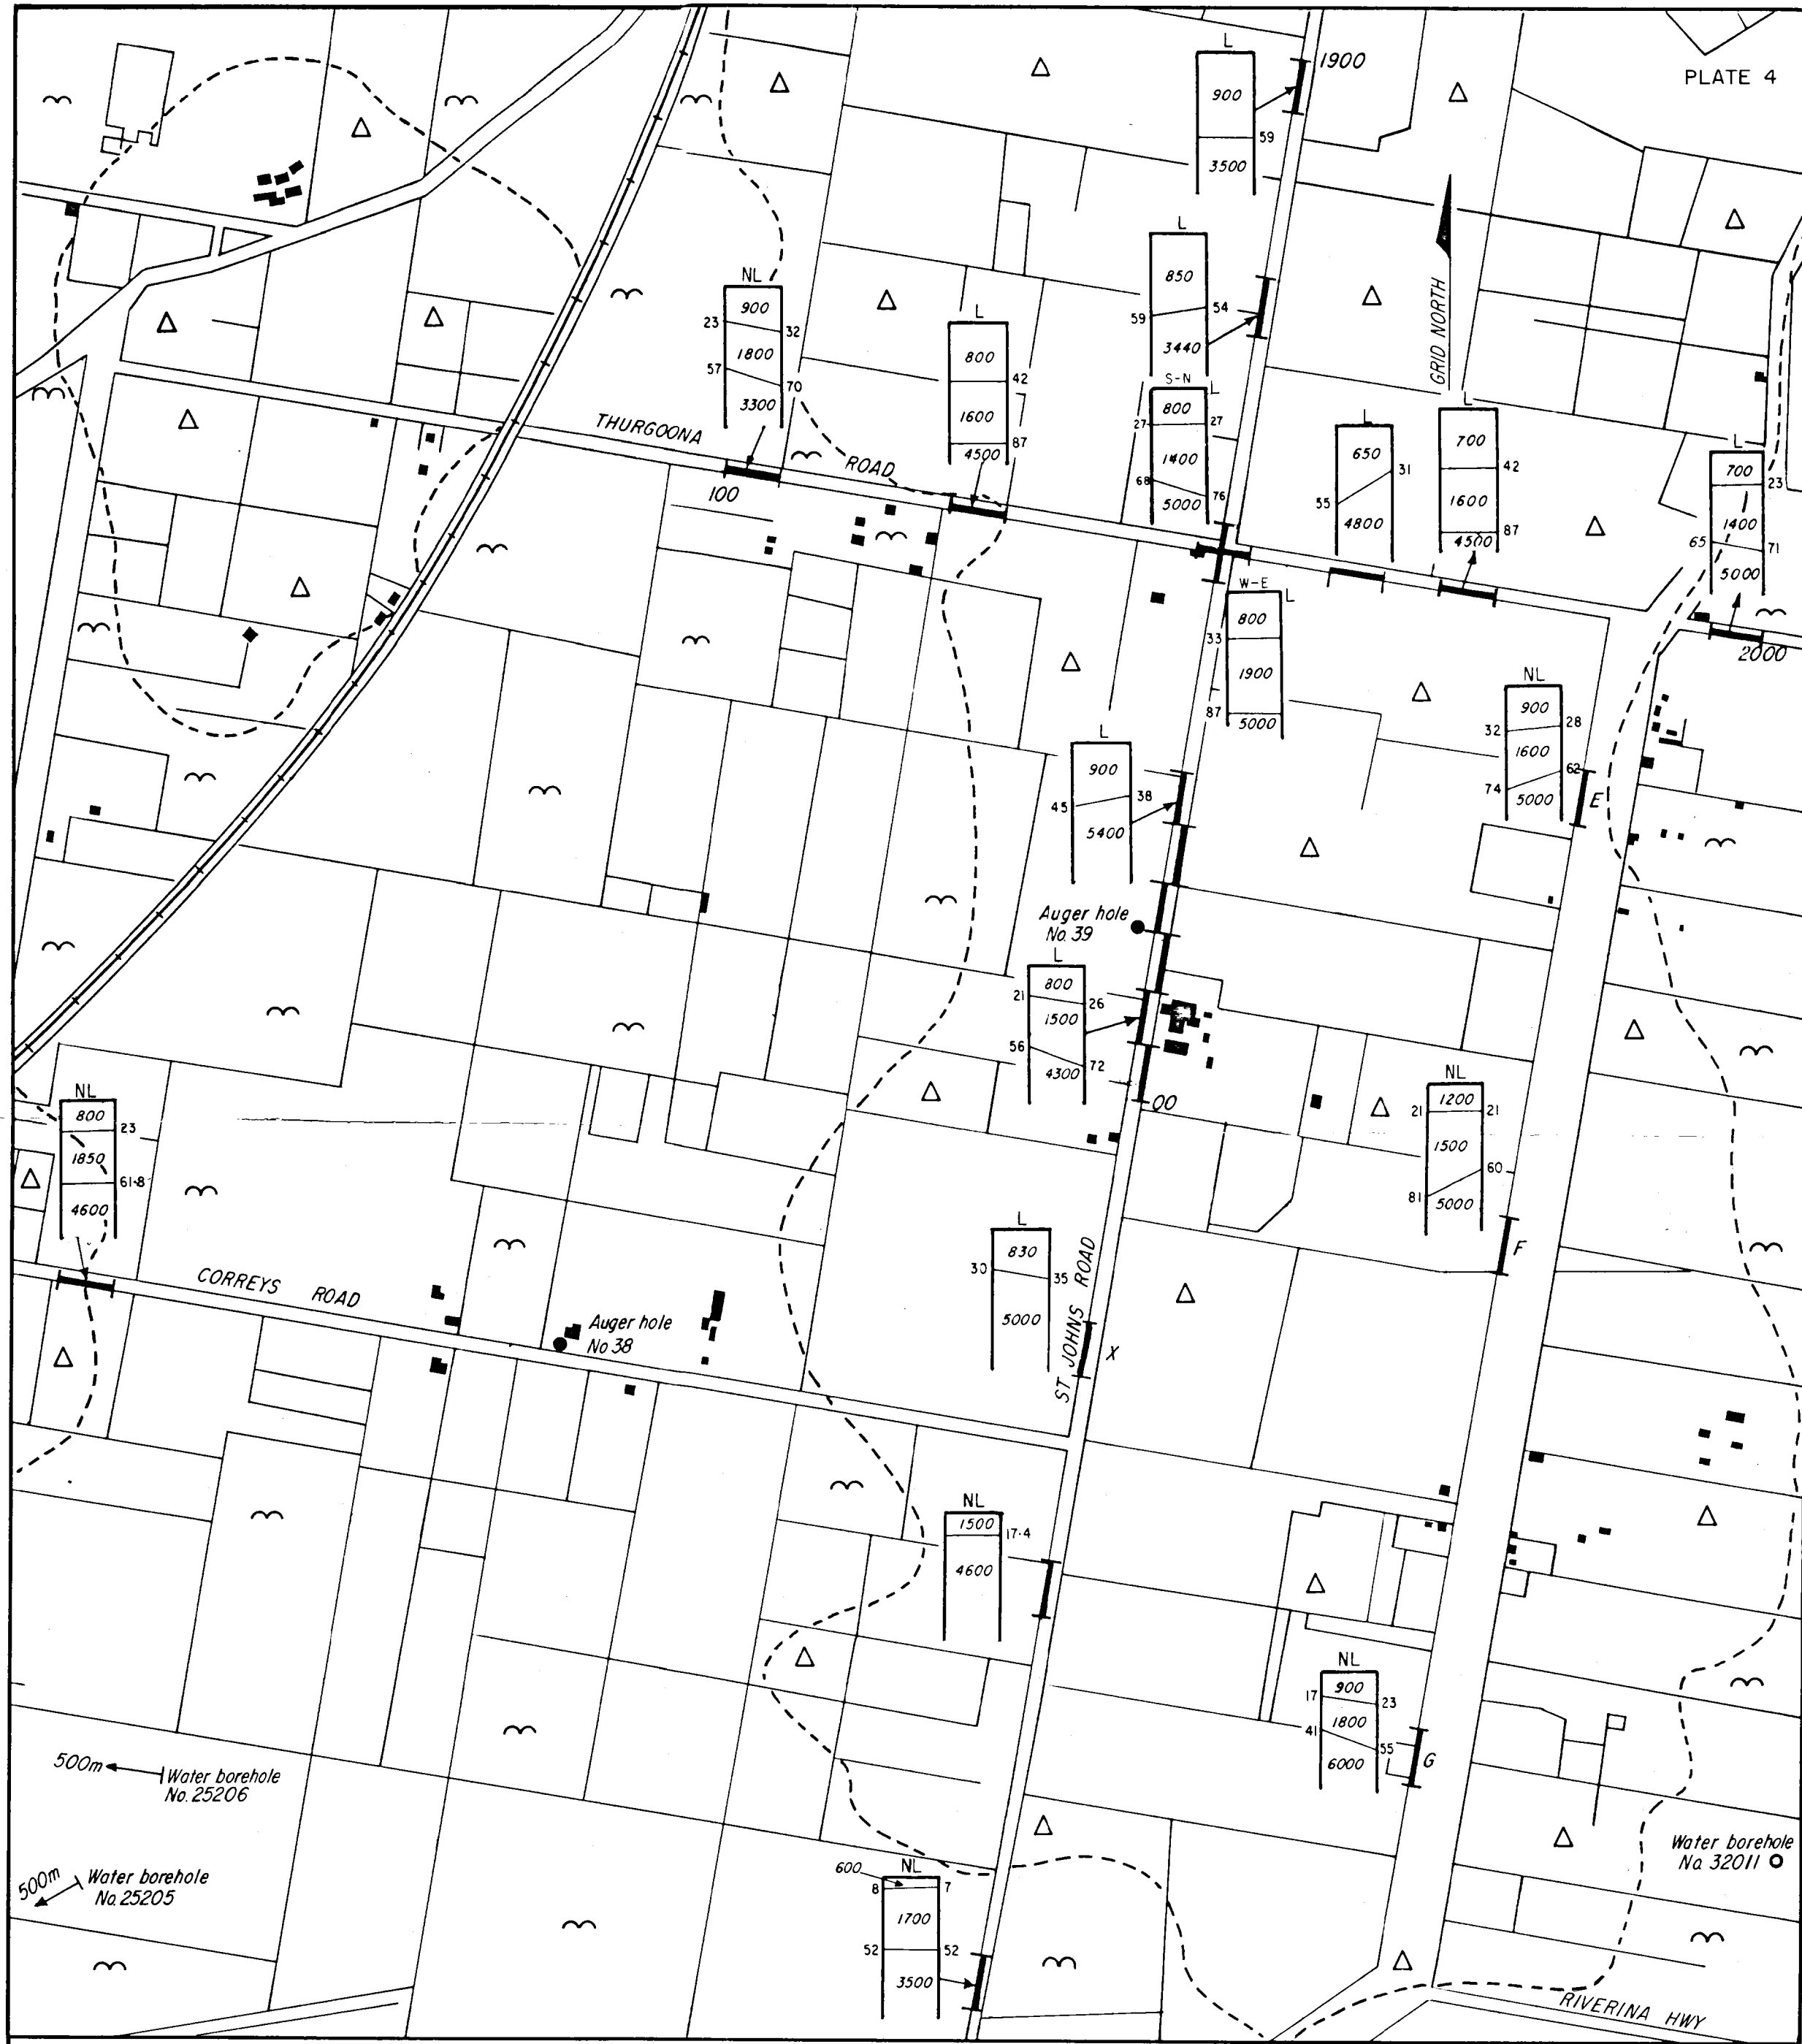 PLATE 4
L
900
59
3500
1900
L
850
59
54
3440
GRID NORTH
NL
900
23
32
1800
57
70
3300
L
800
42
1600
87
4500
S-N
L
800
27
27
1400
68
76
5000
L
650
31
55
4800
L
700
42
1600
87
4500
L
700
23
1400
65
71
5000
THURGOONA
ROAD
100
2000
W-E
L
800
33
1900
87
5000
NL
900
32
28
1600
74
62
5000
E
L
900
45
38
5400
Auger hole
No. 39
L
800
21
26
1500
56
72
4300
00
NL
800
23
1850
61·8
4600
NL
1200
21
21
1500
60
81
5000
F
L
830
30
35
5000
ST JOHNS ROAD
X
CORREYS ROAD
Auger hole
No 38
NL
1500
17·4
4600
NL
900
17
23
1800
41
55
6000
G
500m
Water borehole
No. 25206
500m
Water borehole
No. 25205
Water borehole
No. 32011
600
NL
8
7
1700
52
52
3500
RIVERINA HWY